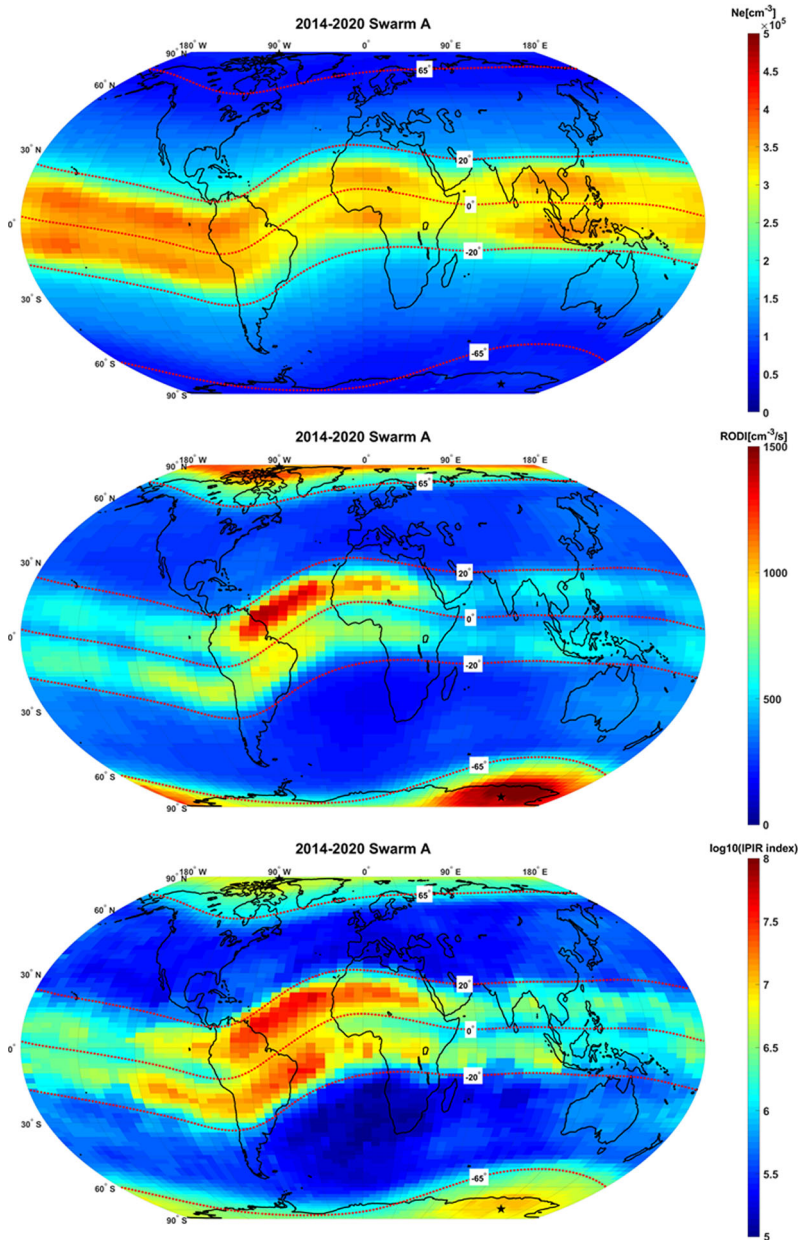 2014-2020 Swarm A
Ne[cm⁻³]
×10⁵
180° W 90° W 0° 90° E 180° E
90° N
60° N
30° N
0°
30° S
60° S
90° S
65°
20°
0°
-20°
-65°
5
4.5
4
3.5
3
2.5
2
1.5
1
0.5
0
2014-2020 Swarm A
RODI[cm⁻³/s]
180° W 90° W 0° 90° E 180° E
90° N
60° N
30° N
0°
30° S
60° S
90° S
65°
20°
0°
-20°
-65°
1500
1000
500
0
2014-2020 Swarm A
log10(IPIR index)
180° W 90° W 0° 90° E 180° E
90° N
60° N
30° N
0°
30° S
60° S
90° S
65°
20°
0°
-20°
-65°
8
7.5
7
6.5
6
5.5
5